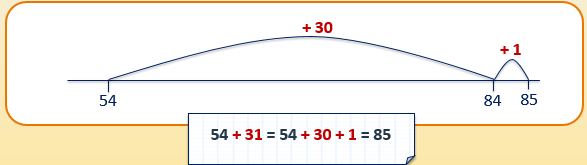 + 30
+ 1
54 84 85
54 + 31 = 54 + 30 + 1 = 85